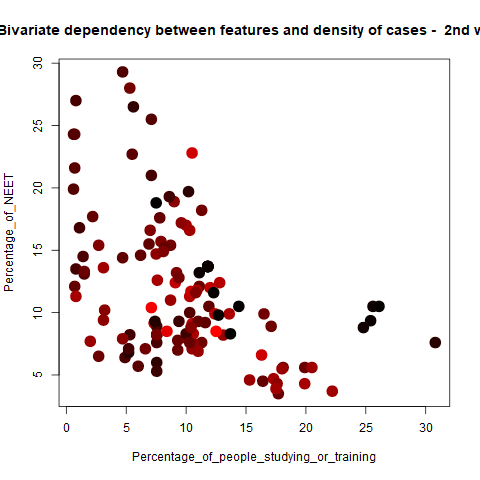 Bivariate dependency between features and density of cases - 2nd w
Percentage_of_NEET
30
25
20
15
10
5
0 5 10 15 20 25 30
Percentage_of_people_studying_or_training